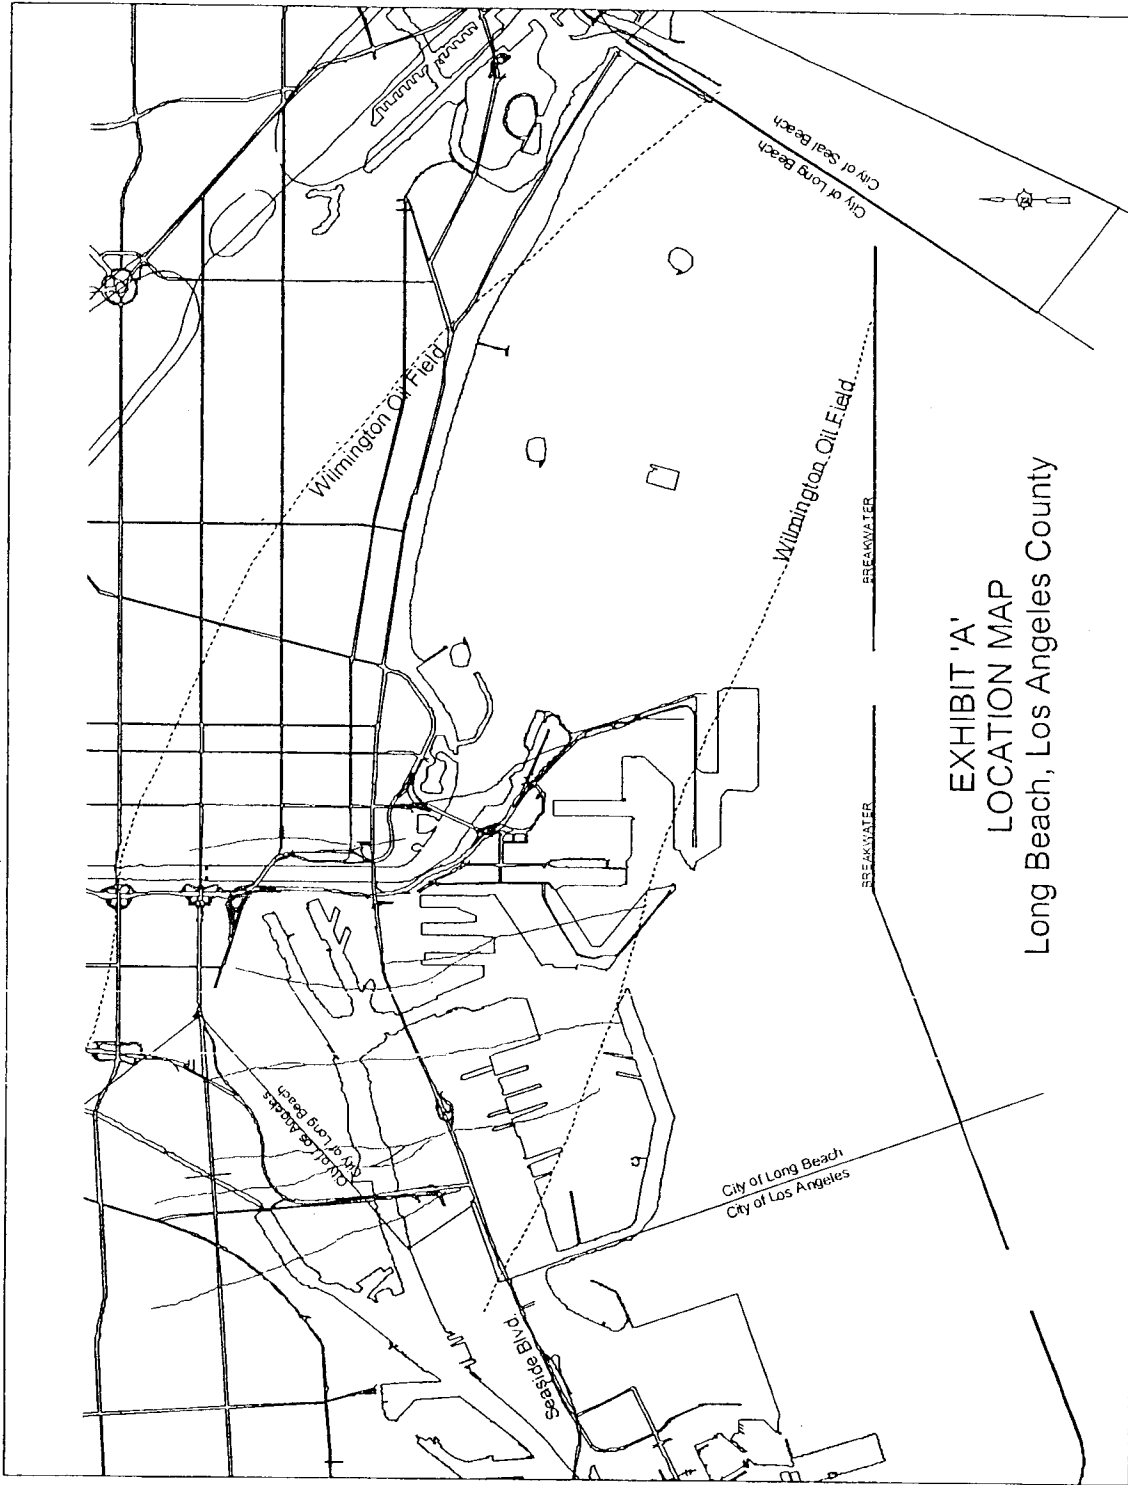 City of Los Angeles
City of Long Beach
Wilmington Oil Field
City of Seal Beach
City of Long Beach
Seaside Blvd.
City of Long Beach
City of Los Angeles
Wilmington Oil Field
BREAKWATER
BREAKWATER
EXHIBIT 'A'
LOCATION MAP
Long Beach, Los Angeles County